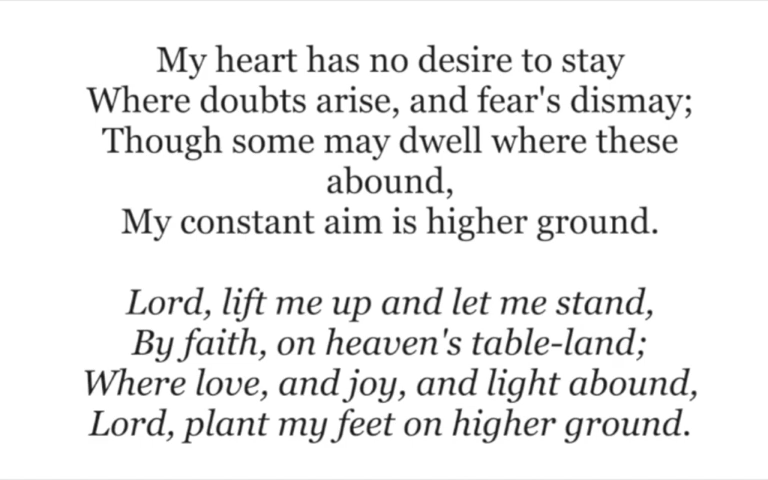 My heart has no desire to stay
Where doubts arise, and fear's dismay;
Though some may dwell where these
abound,
My constant aim is higher ground.
Lord, lift me up and let me stand,
By faith, on heaven's table-land;
Where love, and joy, and light abound,
Lord, plant my feet on higher ground.